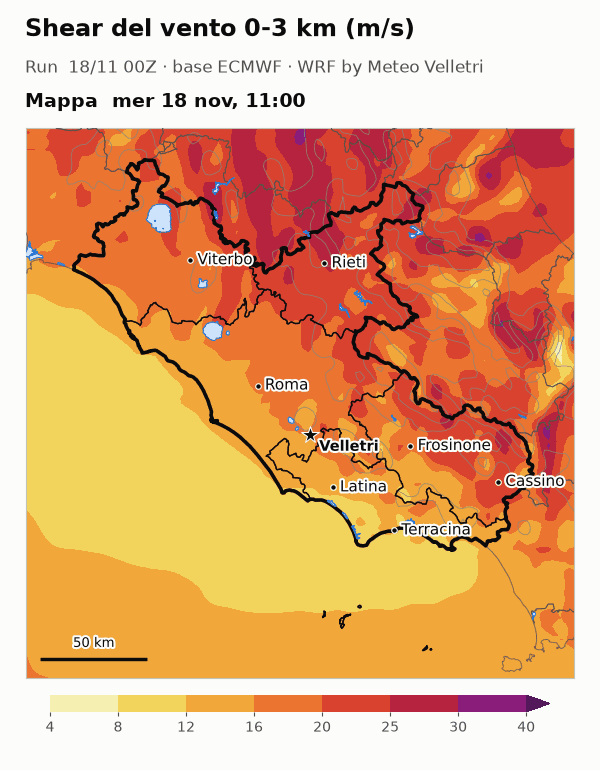 Shear del vento 0-3 km (m/s)
Run  18/11 00Z · base ECMWF · WRF by Meteo Velletri
Mappa  mer 18 nov, 11:00
Viterbo
Rieti
Roma
Velletri
Frosinone
Latina
Cassino
Terracina
50 km
4 8 12 16 20 25 30 40